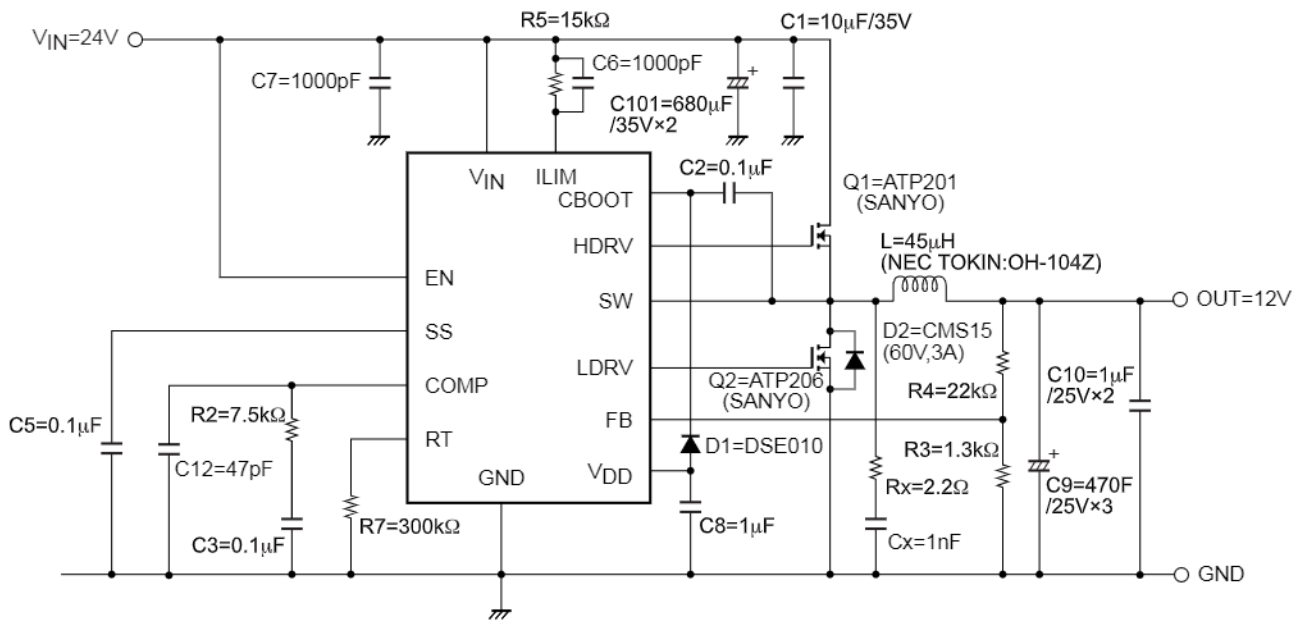 R5=15kΩ
C1=10μF/35V
VIN=24V
C7=1000pF
C6=1000pF
C101=680μF
/35V×2
VIN
ILIM
C2=0.1μF
CBOOT
Q1=ATP201
(SANYO)
HDRV
L=45μH
(NEC TOKIN:OH-104Z)
EN
SW
OUT=12V
SS
D2=CMS15
(60V,3A)
LDRV
Q2=ATP206
(SANYO)
COMP
R4=22kΩ
C10=1μF
/25V×2
C5=0.1μF
R2=7.5kΩ
FB
RT
D1=DSE010
R3=1.3kΩ
C12=47pF
GND
VDD
Rx=2.2Ω
C9=470F
/25V×3
R7=300kΩ
C8=1μF
C3=0.1μF
Cx=1nF
GND